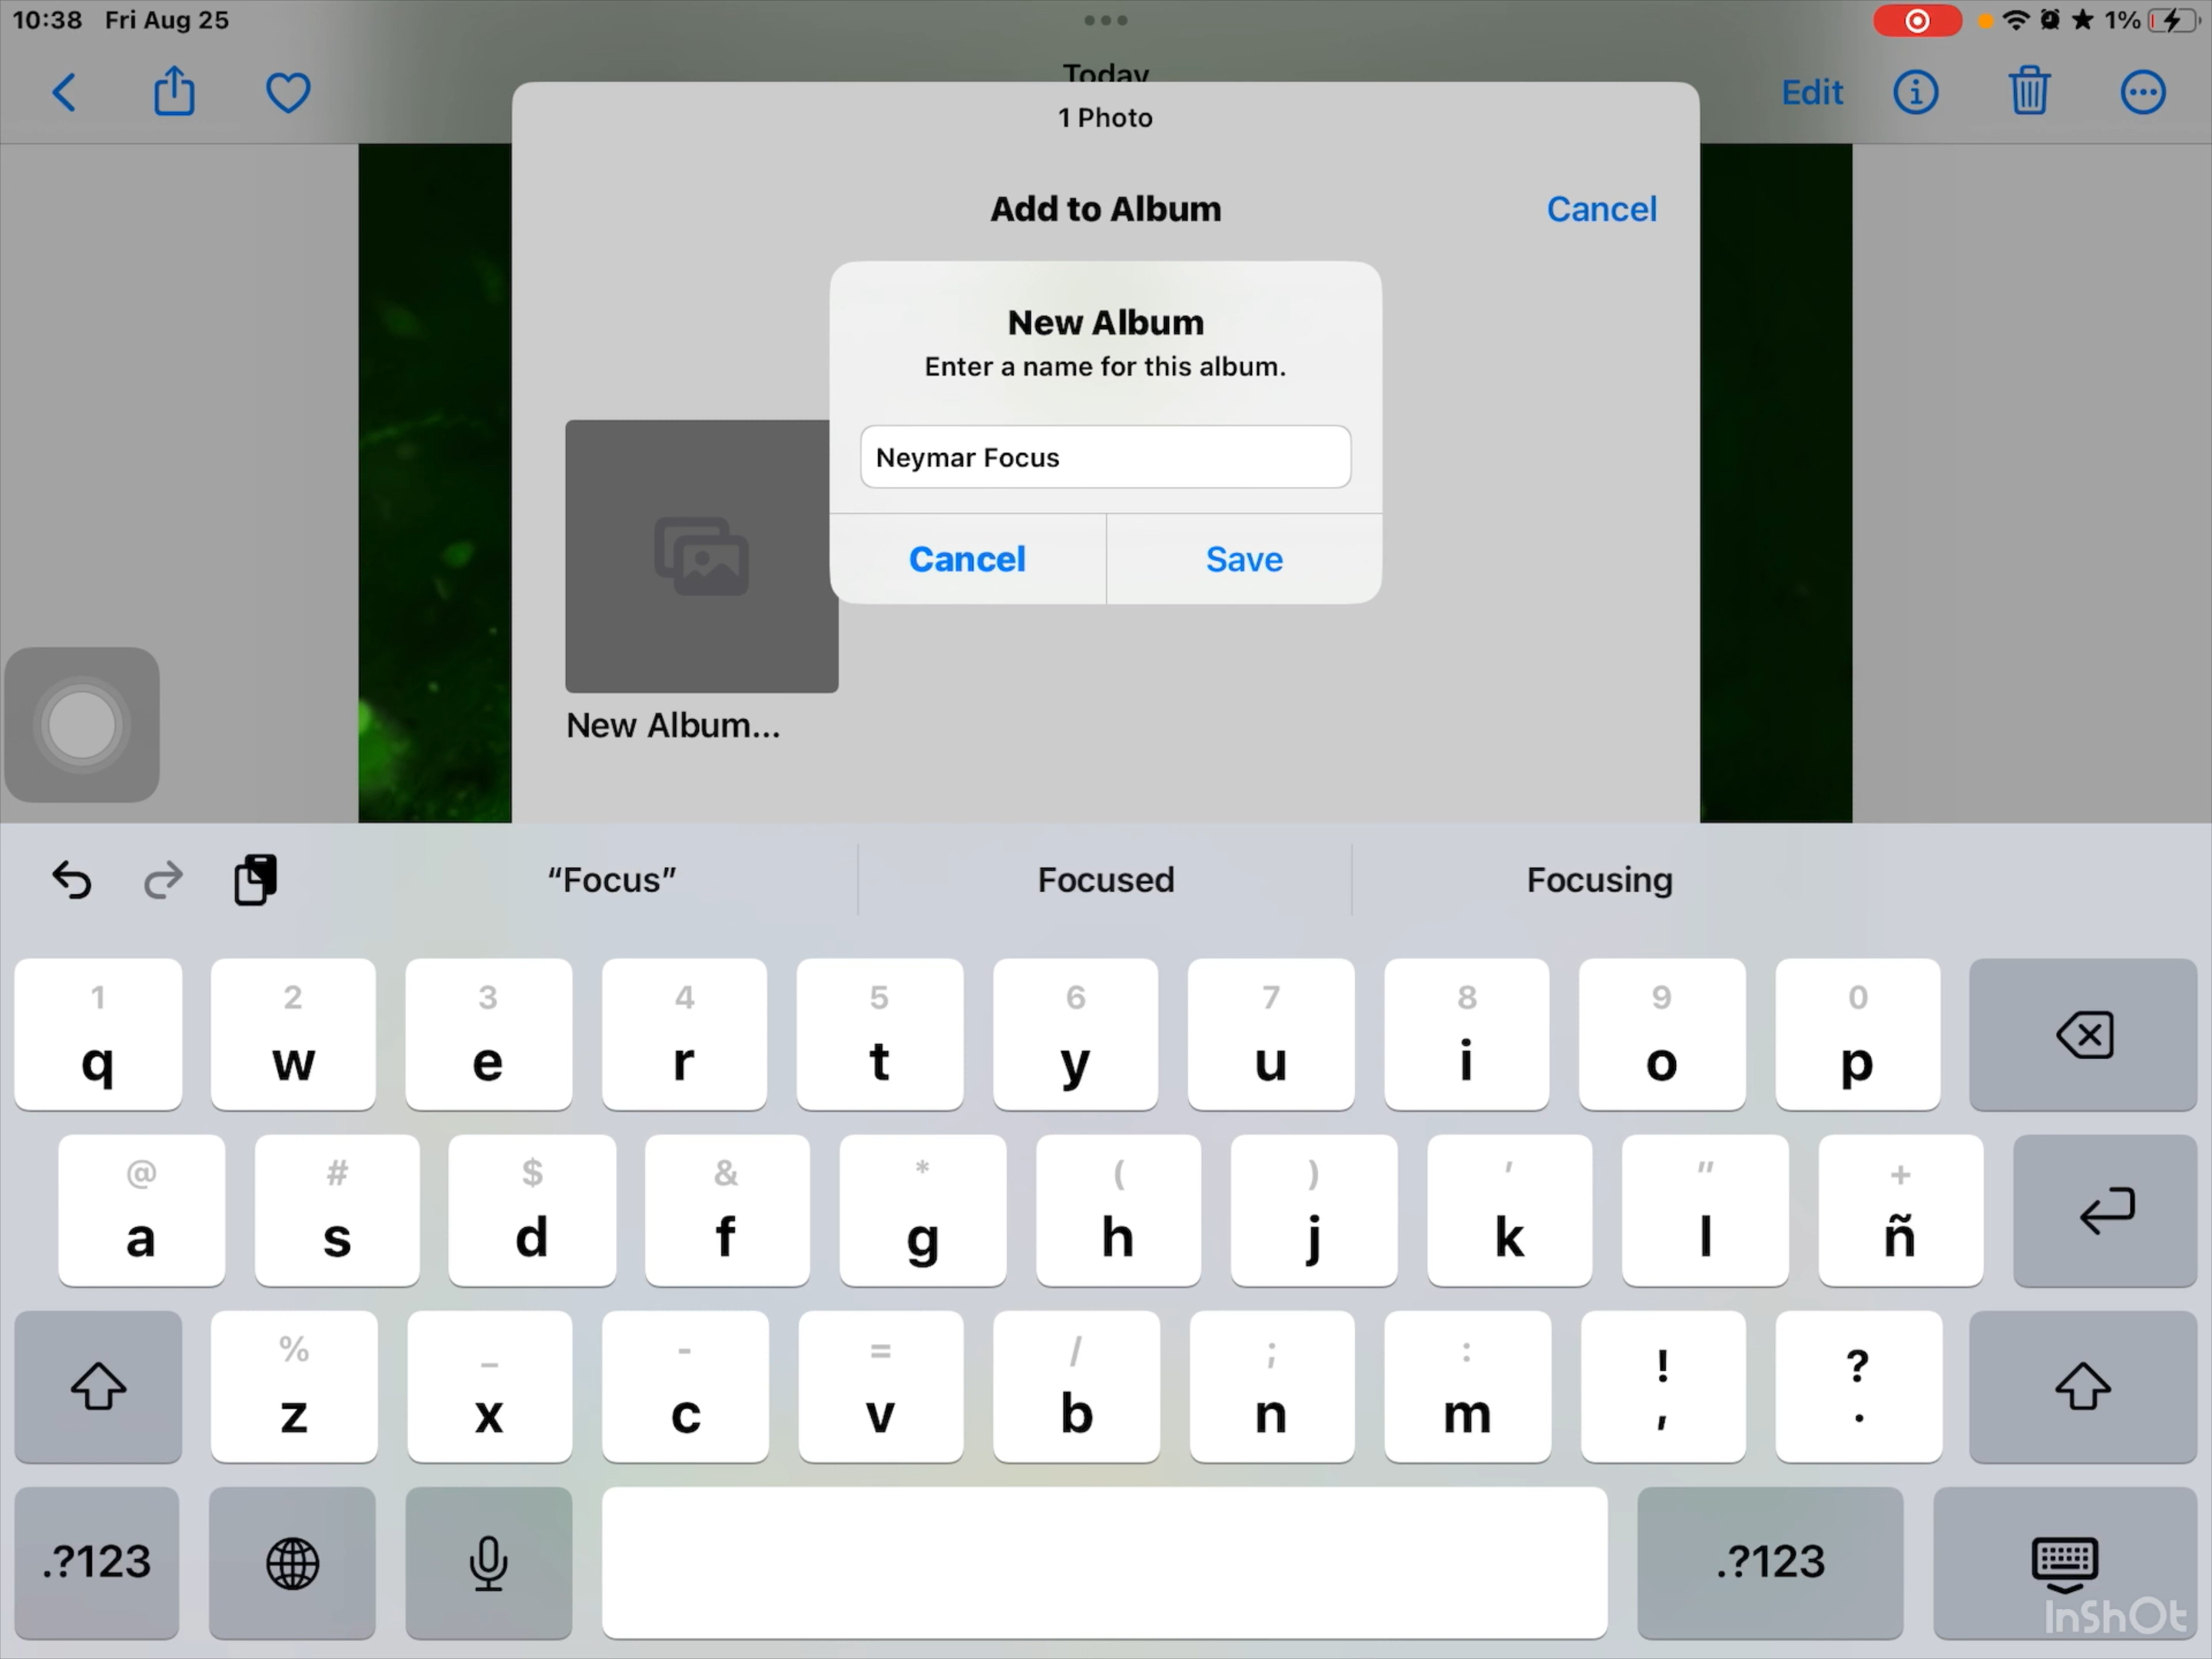 10:38 Fri Aug 25
1%
Today
Edit
1 Photo
Add to Album
Cancel
New Album
Enter a name for this album.
Neymar Focus
Cancel
Save
New Album...
“Focus”
Focused
Focusing
1 2 3 4 5 6 7 8 9 0
q w e r t y u i o p
@ # $ & * ( ) ' " +
a s d f g h j k l ñ
% _ - = / ; : ! ?
z x c v b n m , .
.?123
.?123
InShOt